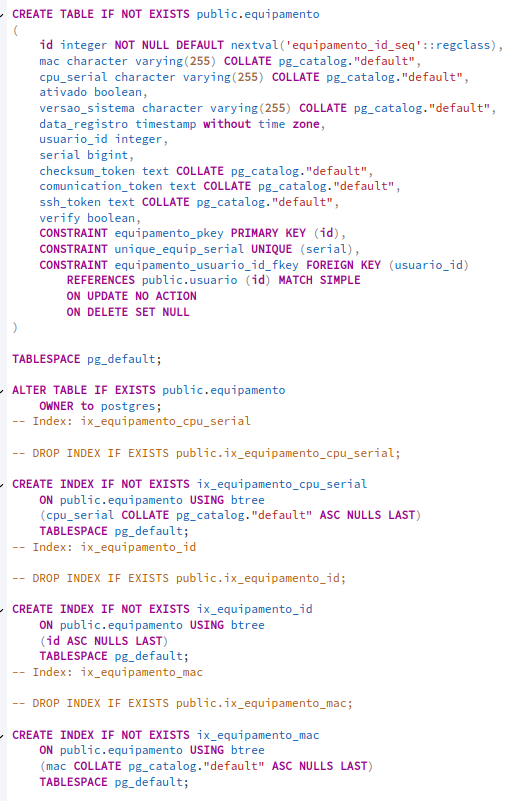 CREATE TABLE IF NOT EXISTS public.equipamento
(
    id integer NOT NULL DEFAULT nextval('equipamento_id_seq'::regclass),
    mac character varying(255) COLLATE pg_catalog."default",
    cpu_serial character varying(255) COLLATE pg_catalog."default",
    ativado boolean,
    versao_sistema character varying(255) COLLATE pg_catalog."default",
    data_registro timestamp without time zone,
    usuario_id integer,
    serial bigint,
    checksum_token text COLLATE pg_catalog."default",
    comunication_token text COLLATE pg_catalog."default",
    ssh_token text COLLATE pg_catalog."default",
    verify boolean,
    CONSTRAINT equipamento_pkey PRIMARY KEY (id),
    CONSTRAINT unique_equip_serial UNIQUE (serial),
    CONSTRAINT equipamento_usuario_id_fkey FOREIGN KEY (usuario_id)
        REFERENCES public.usuario (id) MATCH SIMPLE
        ON UPDATE NO ACTION
        ON DELETE SET NULL
)

TABLESPACE pg_default;

ALTER TABLE IF EXISTS public.equipamento
    OWNER to postgres;
-- Index: ix_equipamento_cpu_serial

-- DROP INDEX IF EXISTS public.ix_equipamento_cpu_serial;

CREATE INDEX IF NOT EXISTS ix_equipamento_cpu_serial
    ON public.equipamento USING btree
    (cpu_serial COLLATE pg_catalog."default" ASC NULLS LAST)
    TABLESPACE pg_default;
-- Index: ix_equipamento_id

-- DROP INDEX IF EXISTS public.ix_equipamento_id;

CREATE INDEX IF NOT EXISTS ix_equipamento_id
    ON public.equipamento USING btree
    (id ASC NULLS LAST)
    TABLESPACE pg_default;
-- Index: ix_equipamento_mac

-- DROP INDEX IF EXISTS public.ix_equipamento_mac;

CREATE INDEX IF NOT EXISTS ix_equipamento_mac
    ON public.equipamento USING btree
    (mac COLLATE pg_catalog."default" ASC NULLS LAST)
    TABLESPACE pg_default;